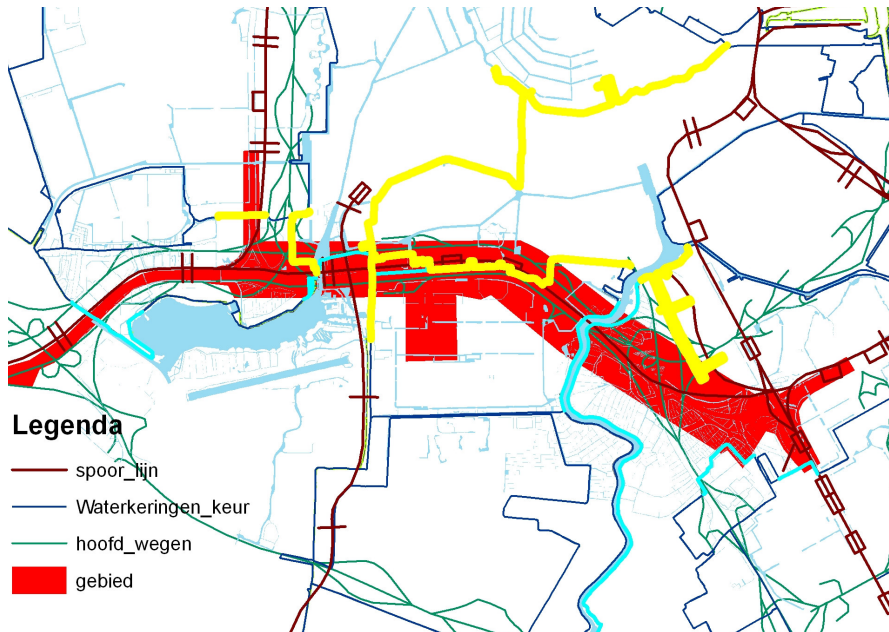 Legenda
spoor_lijn
Waterkeringen_keur
hoofd_wegen
gebied